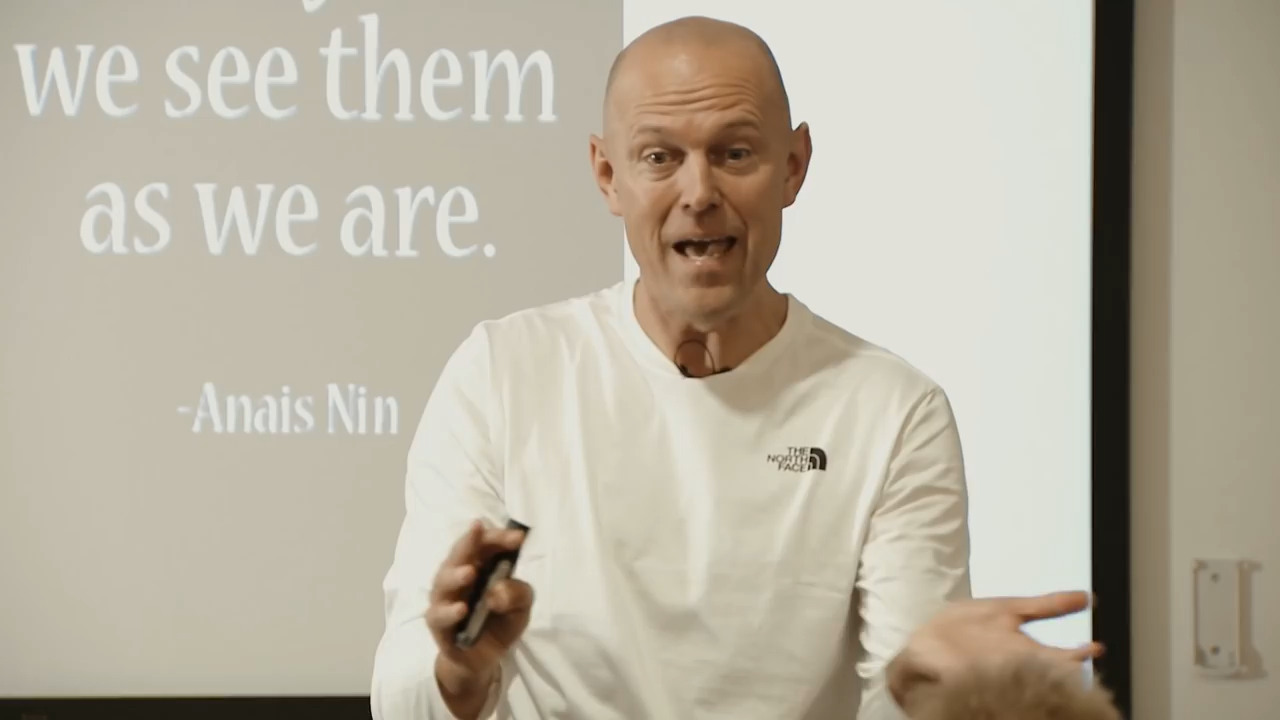 we see them
as we are.
-Anais Nin
THE
NORTH
FACE